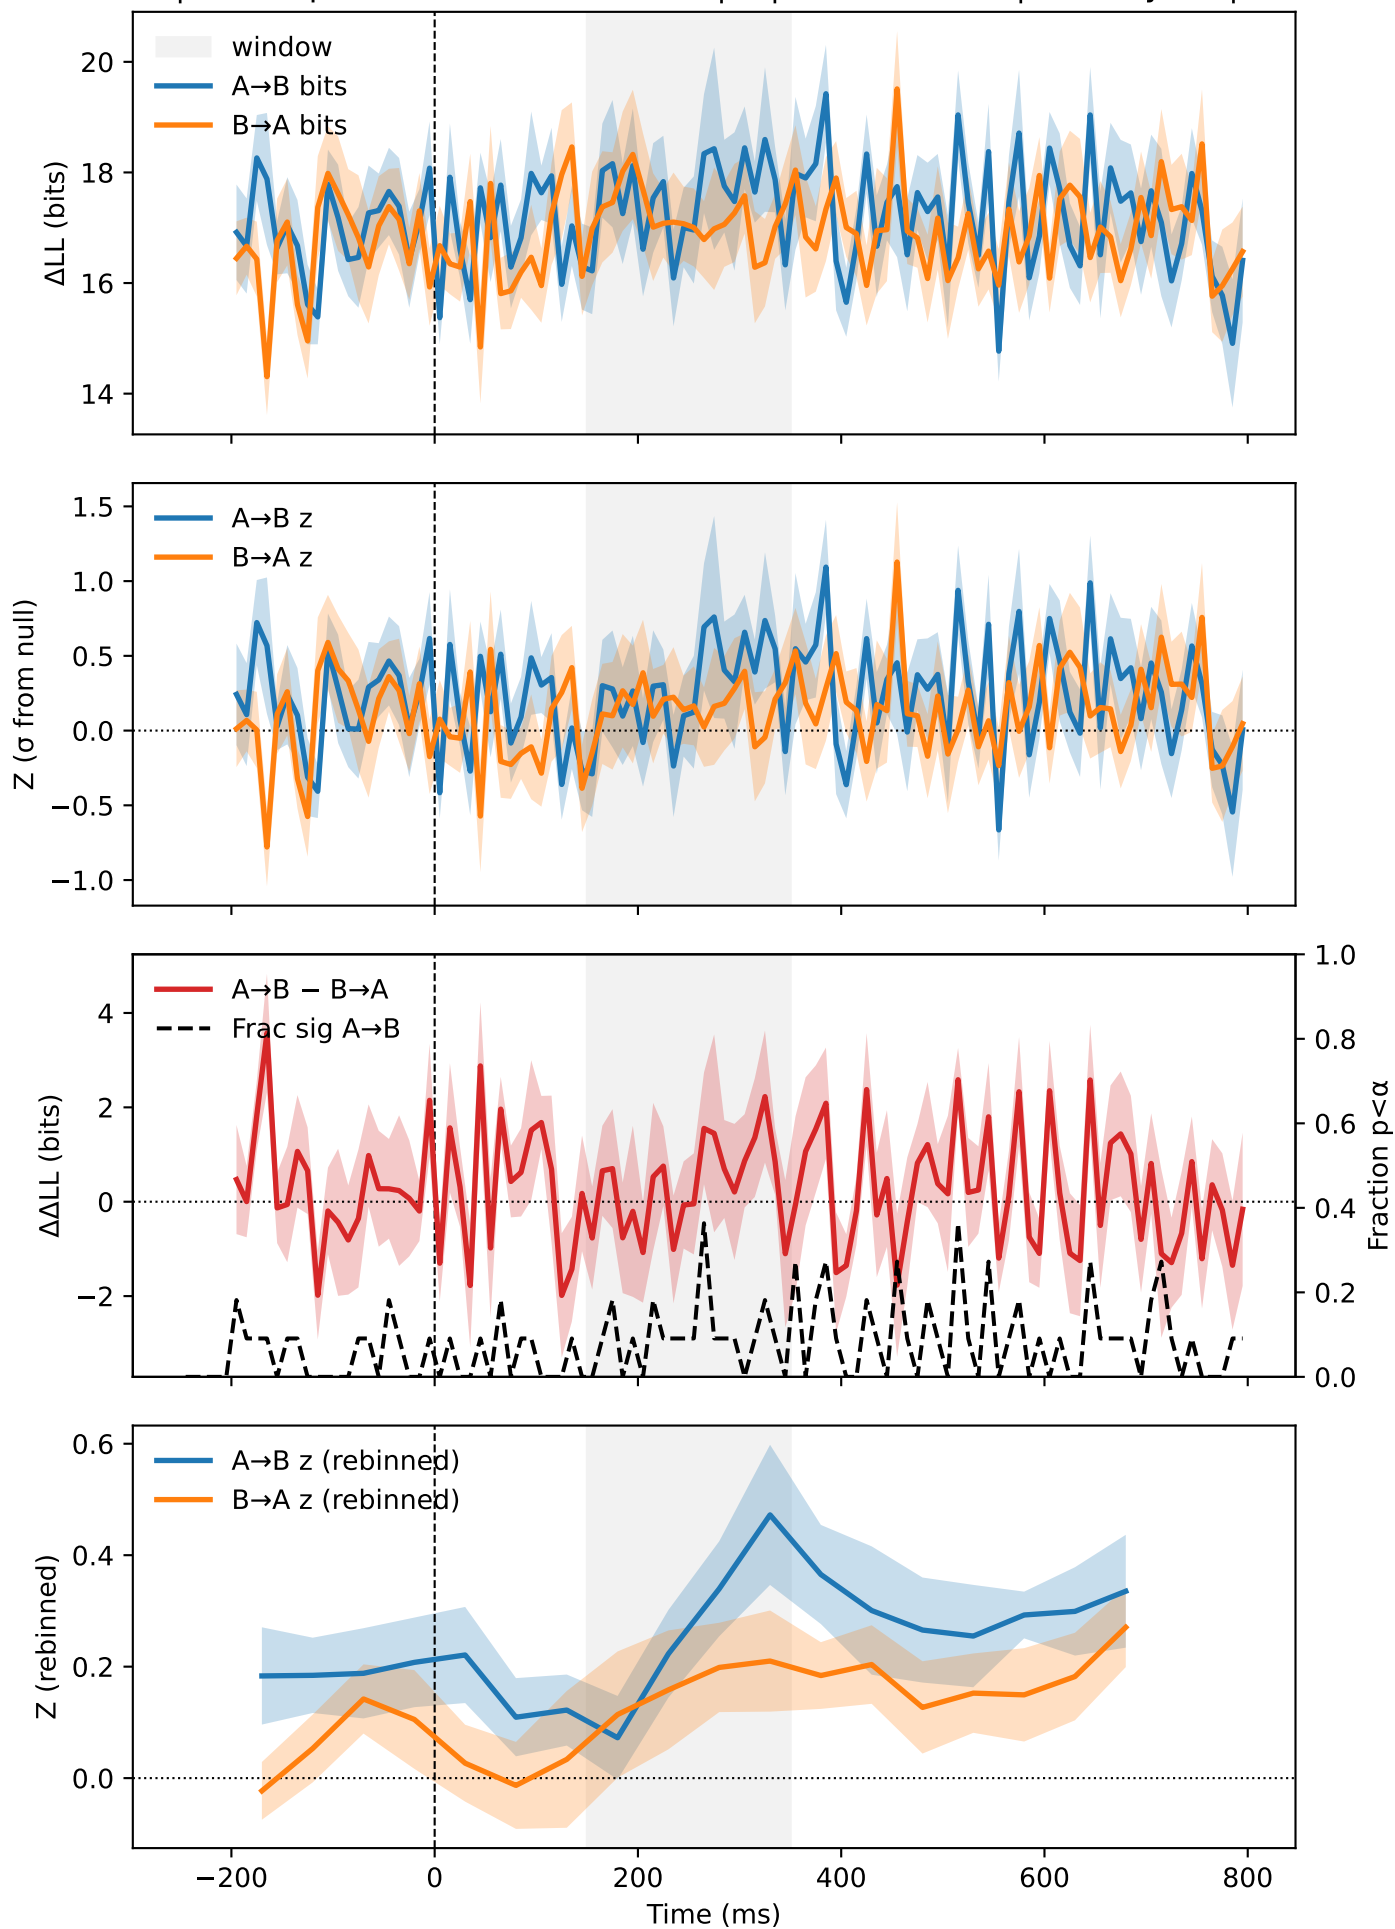 window
A→B bits
B→A bits
ΔLL (bits)
20
18
16
14
A→B z
B→A z
Z (σ from null)
1.5
1.0
0.5
0.0
−0.5
−1.0
A→B − B→A
Frac sig A→B
ΔΔLL (bits)
4
2
0
−2
1.0
0.8
0.6
0.4
0.2
0.0
Fraction p<α
A→B z (rebinned)
B→A z (rebinned)
Z (rebinned)
0.6
0.4
0.2
0.0
−200 0 200 400 600 800
Time (ms)